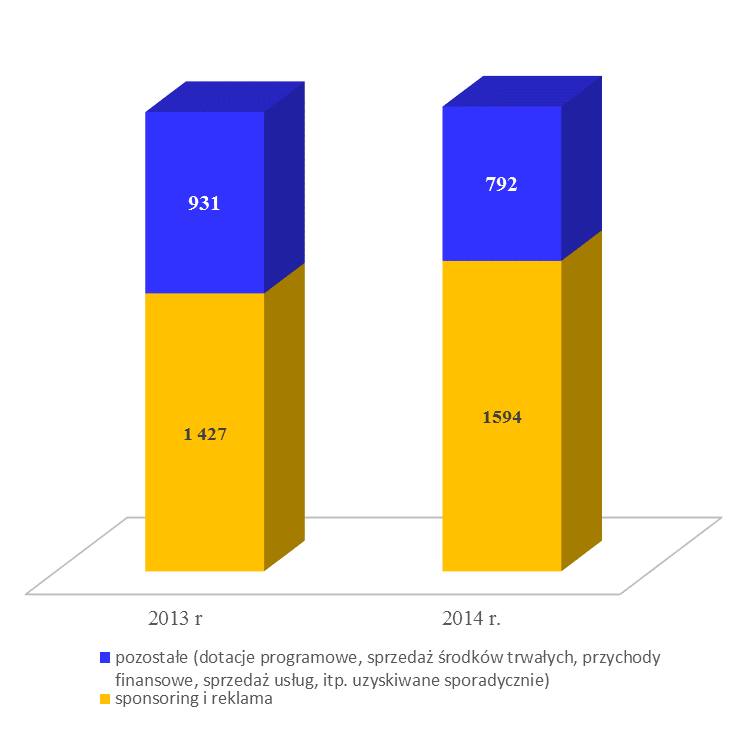 931
792
1 427
1594
2013 r
2014 r.
pozostałe (dotacje programowe, sprzedaż środków trwałych, przychody
finansowe, sprzedaż usług, itp. uzyskiwane sporadycznie)
sponsoring i reklama